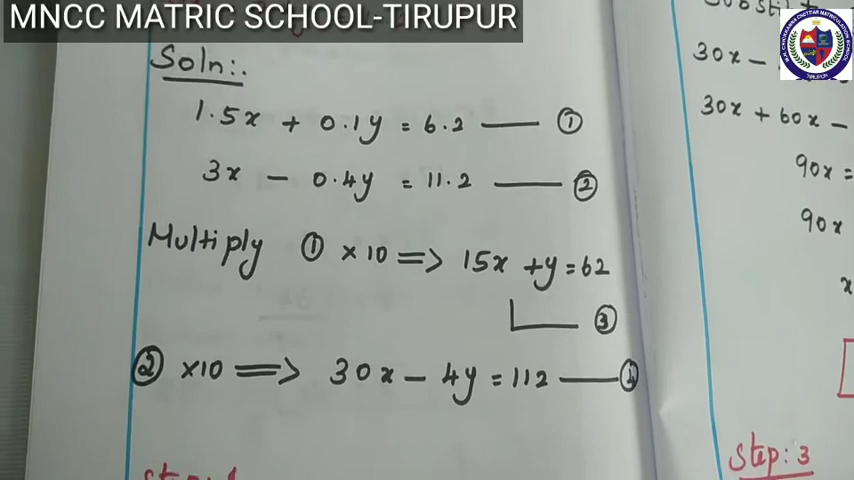 MNCC MATRIC SCHOOL-TIRUPUR
Soln:.
1.5x + 0.1y = 6.2 —— ①
3x - 0.4y = 11.2 —— ②
Multiply ① ×10 => 15x + y = 62
—— ③
② ×10 ==> 30x - 4y = 112 —— ④
30x -
30x + 60x -
90x =
90x
x
Step: 3